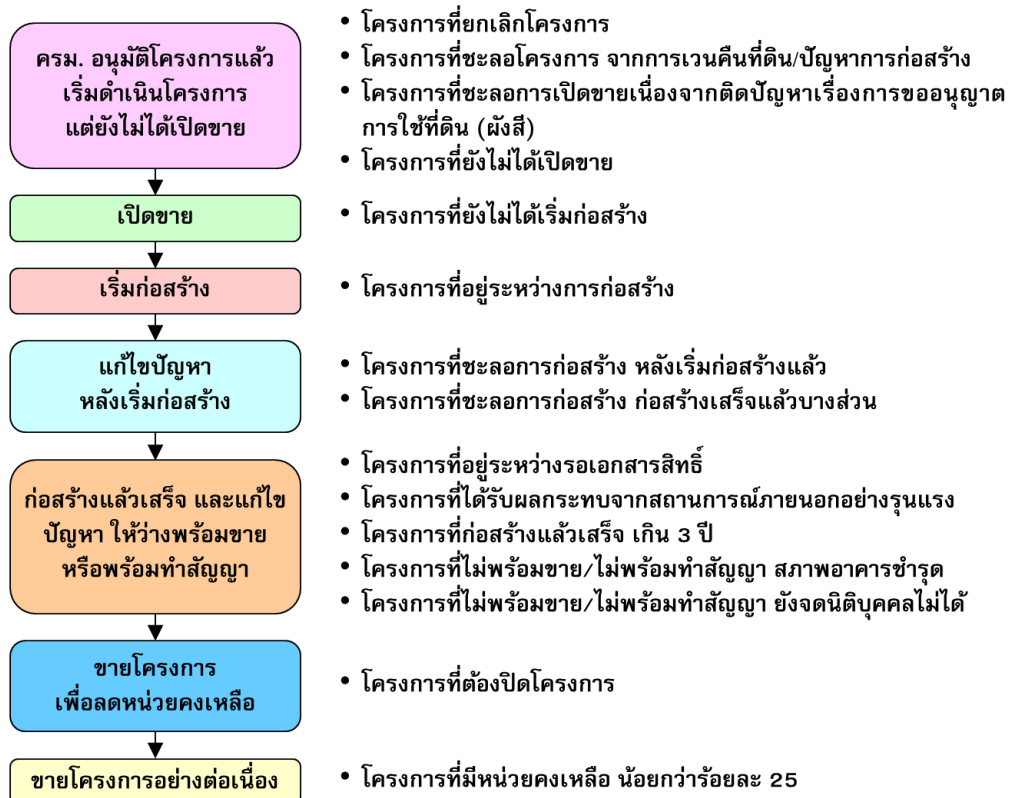 ครม. อนุมัติโครงการแล้ว
เริ่มดำเนินโครงการ
แต่ยังไม่ได้เปิดขาย
• โครงการที่ยกเลิกโครงการ
• โครงการที่ชะลอโครงการ จากการเวนคืนที่ดิน/ปัญหาการก่อสร้าง
• โครงการที่ชะลอการเปิดขายเนื่องจากติดปัญหาเรื่องการขออนุญาต
การใช้ที่ดิน (ผังสี)
• โครงการที่ยังไม่ได้เปิดขาย
เปิดขาย
• โครงการที่ยังไม่ได้เริ่มก่อสร้าง
เริ่มก่อสร้าง
• โครงการที่อยู่ระหว่างการก่อสร้าง
แก้ไขปัญหา
หลังเริ่มก่อสร้าง
• โครงการที่ชะลอการก่อสร้าง หลังเริ่มก่อสร้างแล้ว
• โครงการที่ชะลอการก่อสร้าง ก่อสร้างเสร็จแล้วบางส่วน
ก่อสร้างแล้วเสร็จ และแก้ไข
ปัญหา ให้ว่างพร้อมขาย
หรือพร้อมทำสัญญา
• โครงการที่อยู่ระหว่างรอเอกสารสิทธิ์
• โครงการที่ได้รับผลกระทบจากสถานการณ์ภายนอกอย่างรุนแรง
• โครงการที่ก่อสร้างแล้วเสร็จ เกิน 3 ปี
• โครงการที่ไม่พร้อมขาย/ไม่พร้อมทำสัญญา สภาพอาคารชำรุด
• โครงการที่ไม่พร้อมขาย/ไม่พร้อมทำสัญญา ยังจดนิติบุคคลไม่ได้
ขายโครงการ
เพื่อลดหน่วยคงเหลือ
• โครงการที่ต้องปิดโครงการ
ขายโครงการอย่างต่อเนื่อง
• โครงการที่มีหน่วยคงเหลือ น้อยกว่าร้อยละ 25